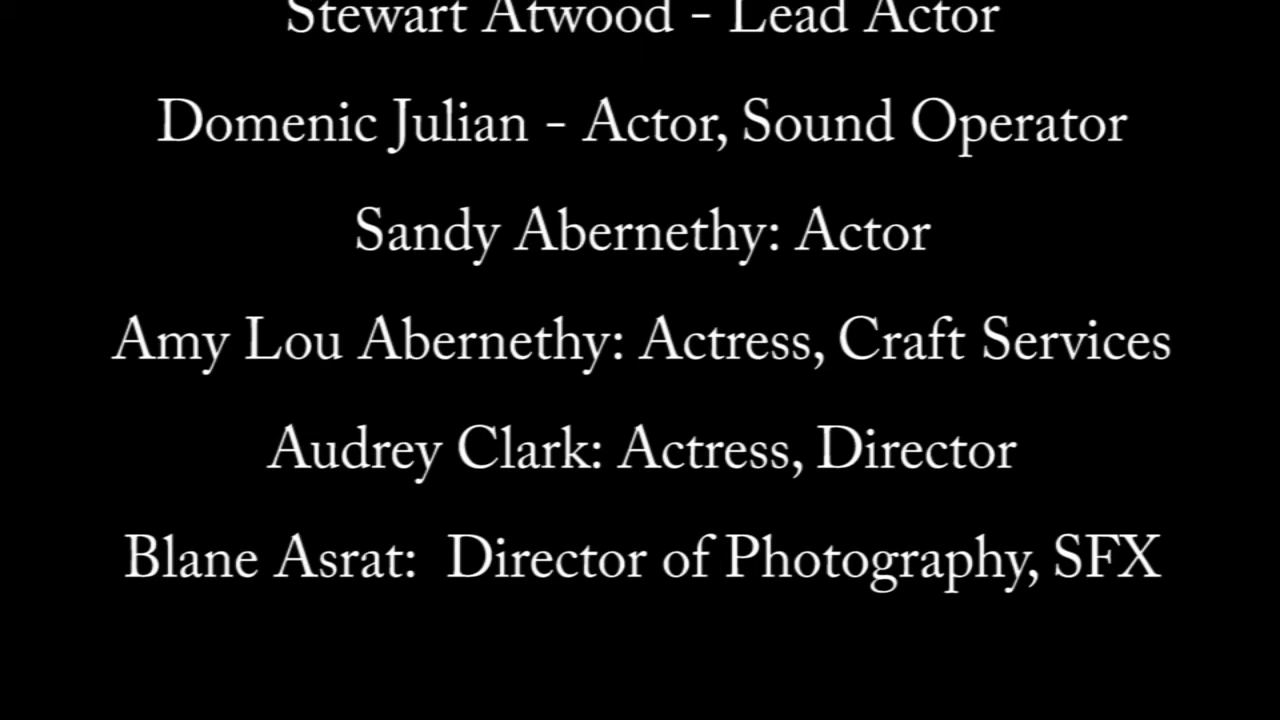 Stewart Atwood - Lead Actor
Domenic Julian - Actor, Sound Operator
Sandy Abernethy: Actor
Amy Lou Abernethy: Actress, Craft Services
Audrey Clark: Actress, Director
Blane Asrat:  Director of Photography, SFX